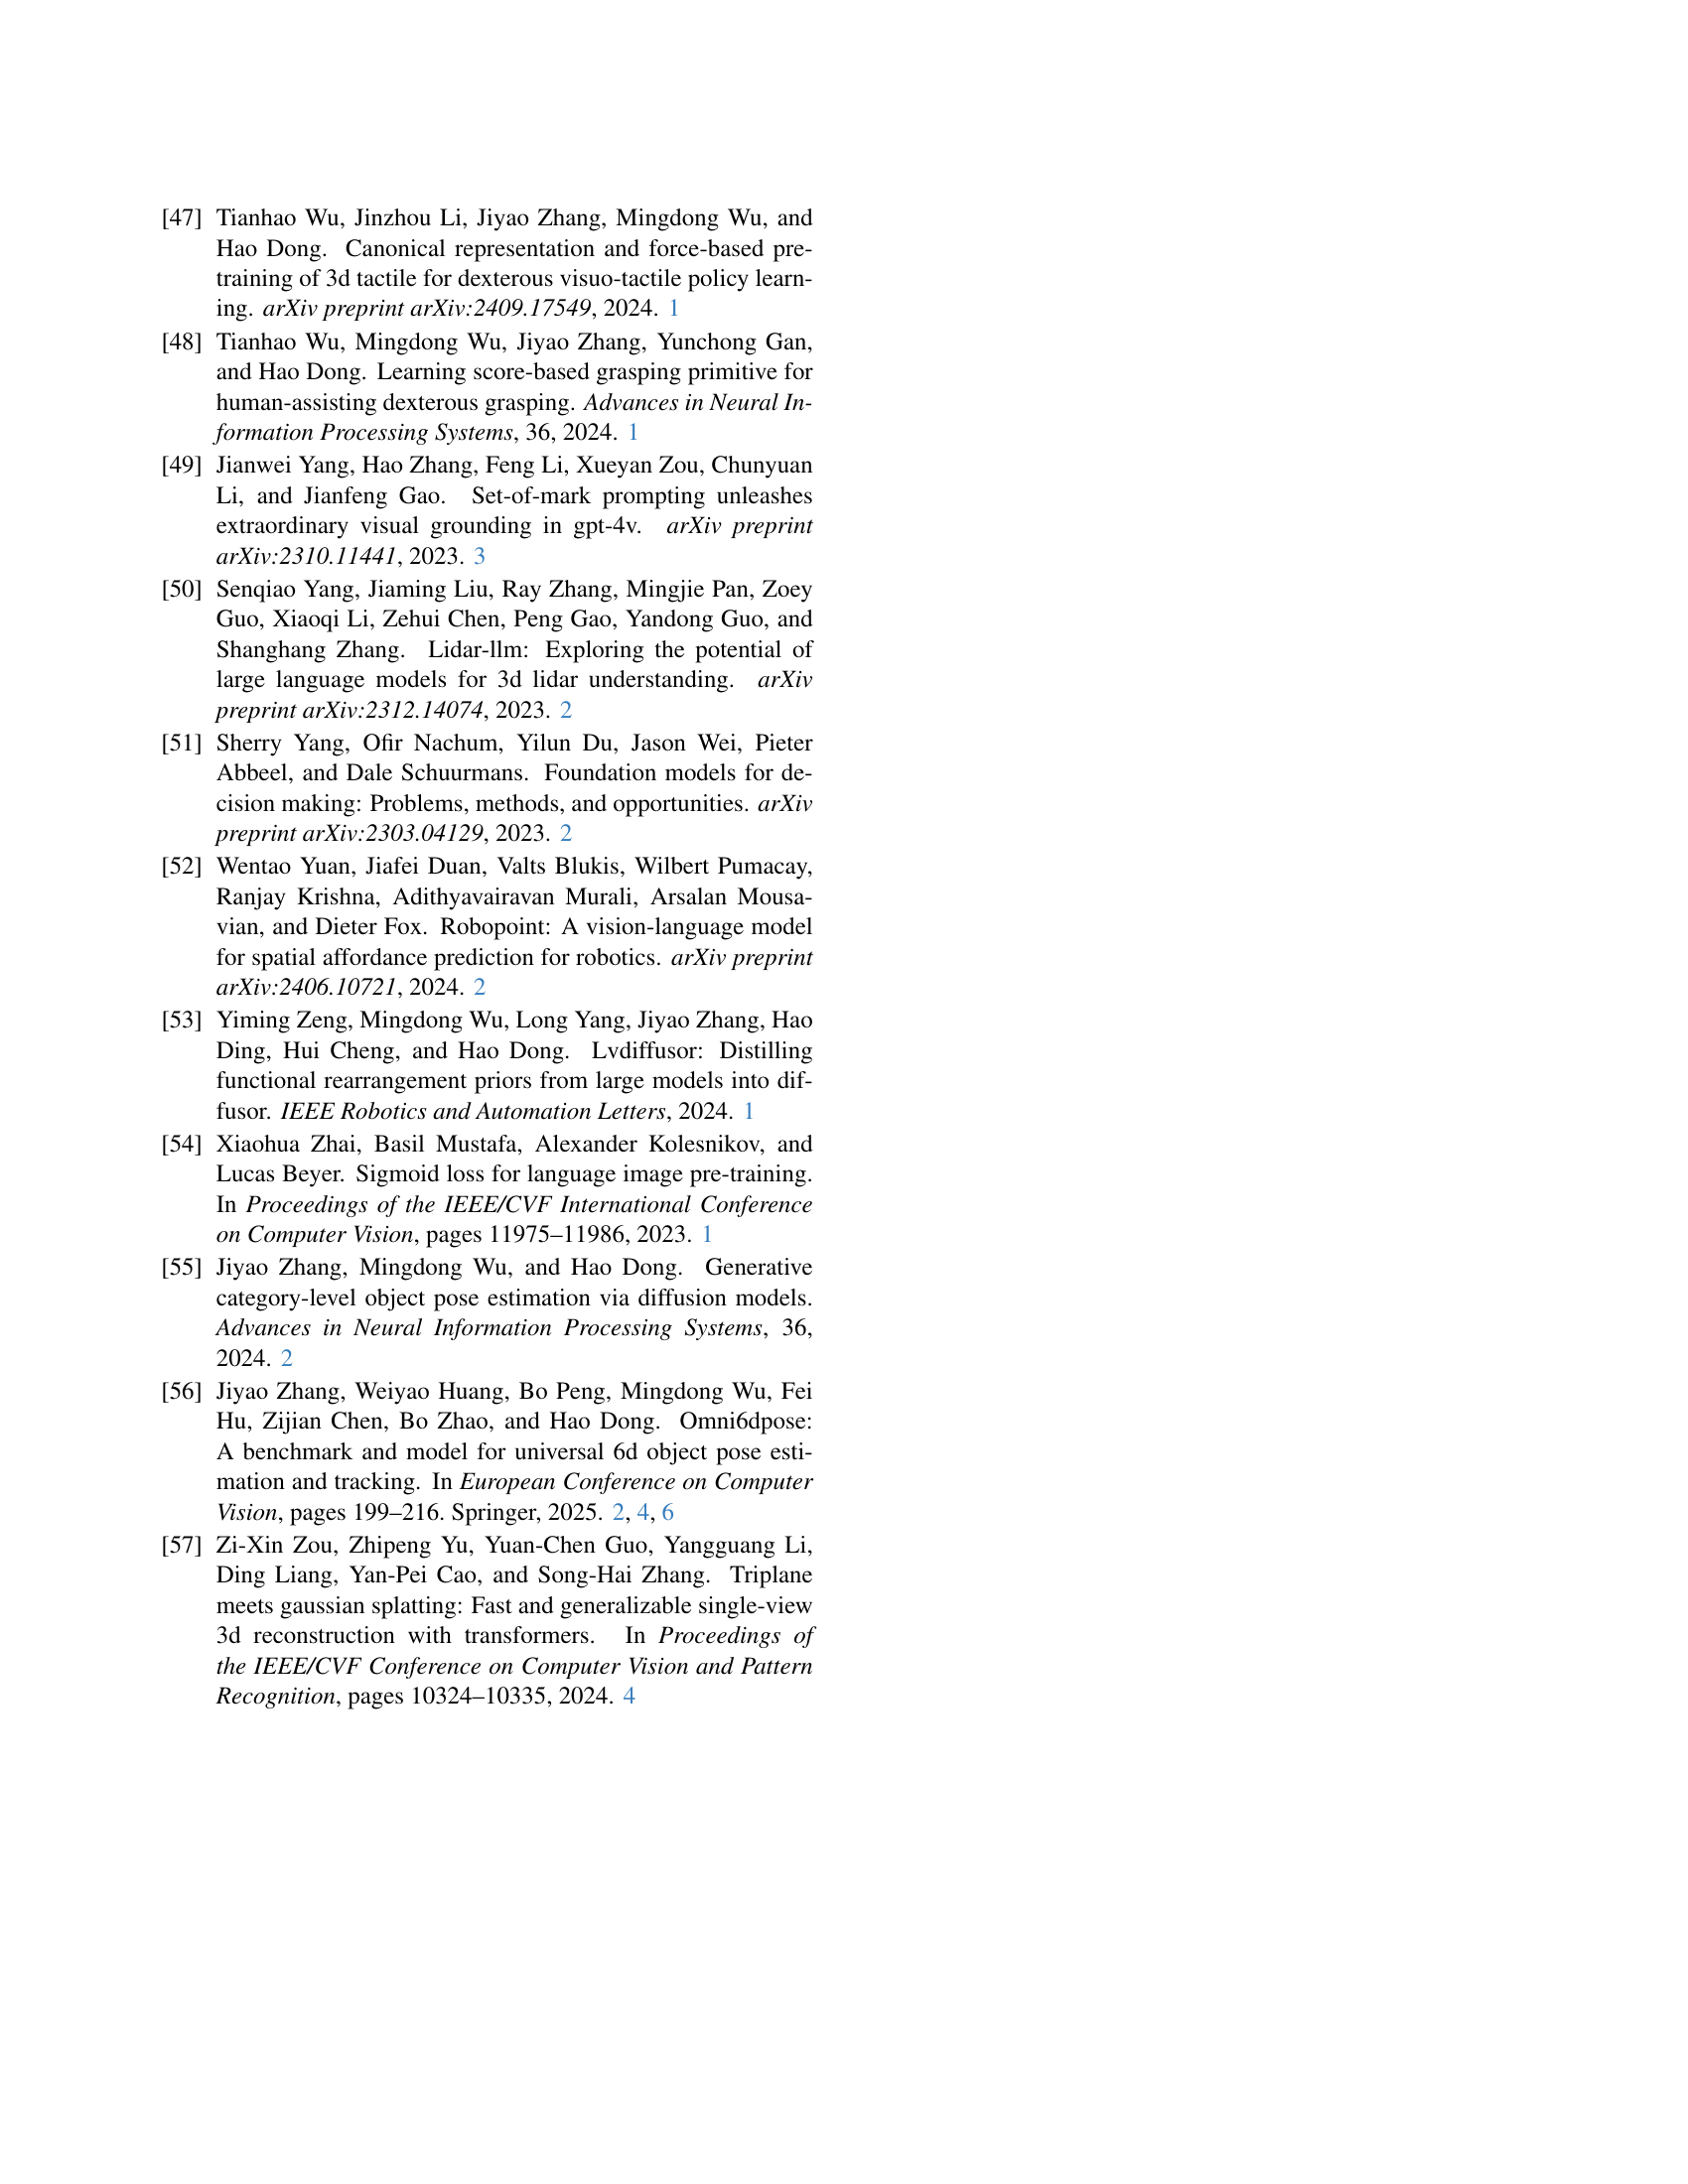 [47] Tianhao Wu, Jinzhou Li, Jiyao Zhang, Mingdong Wu, and
Hao Dong. Canonical representation and force-based pre-
training of 3d tactile for dexterous visuo-tactile policy learn-
ing. arXiv preprint arXiv:2409.17549, 2024. 1
[48] Tianhao Wu, Mingdong Wu, Jiyao Zhang, Yunchong Gan,
and Hao Dong. Learning score-based grasping primitive for
human-assisting dexterous grasping. Advances in Neural In-
formation Processing Systems, 36, 2024. 1
[49] Jianwei Yang, Hao Zhang, Feng Li, Xueyan Zou, Chunyuan
Li, and Jianfeng Gao. Set-of-mark prompting unleashes
extraordinary visual grounding in gpt-4v. arXiv preprint
arXiv:2310.11441, 2023. 3
[50] Senqiao Yang, Jiaming Liu, Ray Zhang, Mingjie Pan, Zoey
Guo, Xiaoqi Li, Zehui Chen, Peng Gao, Yandong Guo, and
Shanghang Zhang. Lidar-llm: Exploring the potential of
large language models for 3d lidar understanding. arXiv
preprint arXiv:2312.14074, 2023. 2
[51] Sherry Yang, Ofir Nachum, Yilun Du, Jason Wei, Pieter
Abbeel, and Dale Schuurmans. Foundation models for de-
cision making: Problems, methods, and opportunities. arXiv
preprint arXiv:2303.04129, 2023. 2
[52] Wentao Yuan, Jiafei Duan, Valts Blukis, Wilbert Pumacay,
Ranjay Krishna, Adithyavairavan Murali, Arsalan Mousa-
vian, and Dieter Fox. Robopoint: A vision-language model
for spatial affordance prediction for robotics. arXiv preprint
arXiv:2406.10721, 2024. 2
[53] Yiming Zeng, Mingdong Wu, Long Yang, Jiyao Zhang, Hao
Ding, Hui Cheng, and Hao Dong. Lvdiffusor: Distilling
functional rearrangement priors from large models into dif-
fusor. IEEE Robotics and Automation Letters, 2024. 1
[54] Xiaohua Zhai, Basil Mustafa, Alexander Kolesnikov, and
Lucas Beyer. Sigmoid loss for language image pre-training.
In Proceedings of the IEEE/CVF International Conference
on Computer Vision, pages 11975–11986, 2023. 1
[55] Jiyao Zhang, Mingdong Wu, and Hao Dong. Generative
category-level object pose estimation via diffusion models.
Advances in Neural Information Processing Systems, 36,
2024. 2
[56] Jiyao Zhang, Weiyao Huang, Bo Peng, Mingdong Wu, Fei
Hu, Zijian Chen, Bo Zhao, and Hao Dong. Omni6dpose:
A benchmark and model for universal 6d object pose esti-
mation and tracking. In European Conference on Computer
Vision, pages 199–216. Springer, 2025. 2, 4, 6
[57] Zi-Xin Zou, Zhipeng Yu, Yuan-Chen Guo, Yangguang Li,
Ding Liang, Yan-Pei Cao, and Song-Hai Zhang. Triplane
meets gaussian splatting: Fast and generalizable single-view
3d reconstruction with transformers. In Proceedings of
the IEEE/CVF Conference on Computer Vision and Pattern
Recognition, pages 10324–10335, 2024. 4